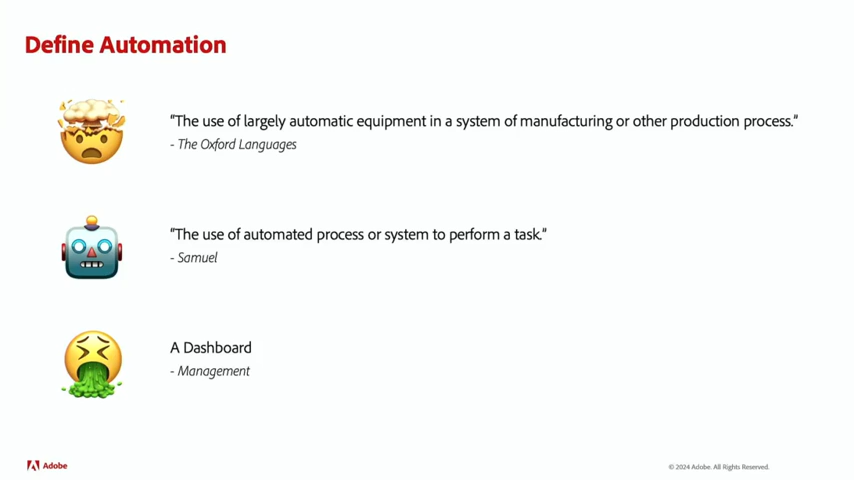 Define Automation
“The use of largely automatic equipment in a system of manufacturing or other production process.”
- The Oxford Languages
“The use of automated process or system to perform a task.”
- Samuel
A Dashboard
- Management
Adobe
© 2024 Adobe. All Rights Reserved.